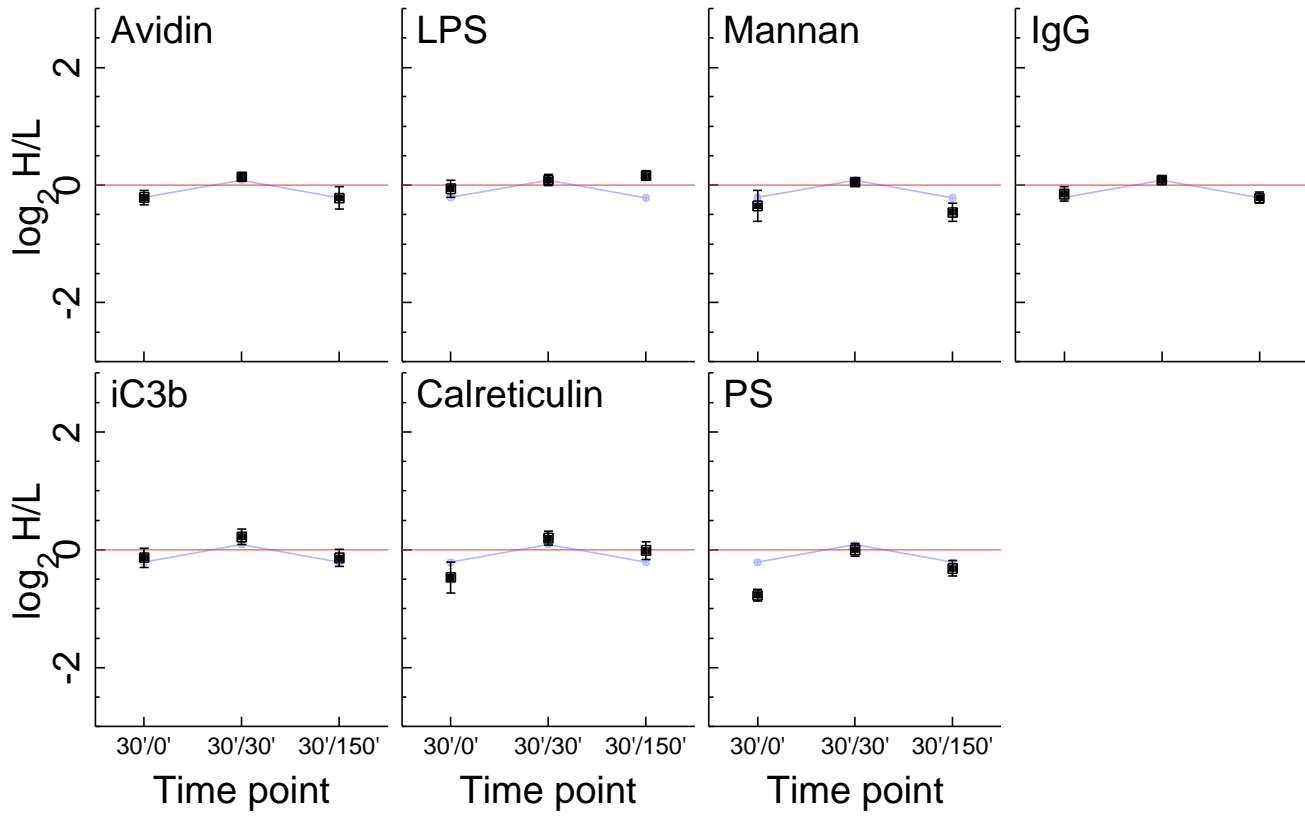 Avidin
LPS
Mannan
IgG
log2 H/L
2
0
-2
iC3b
Calreticulin
PS
log2 H/L
2
0
-2
30'/0' 30'/30' 30'/150'
30'/0' 30'/30' 30'/150'
30'/0' 30'/30' 30'/150'
Time point
Time point
Time point